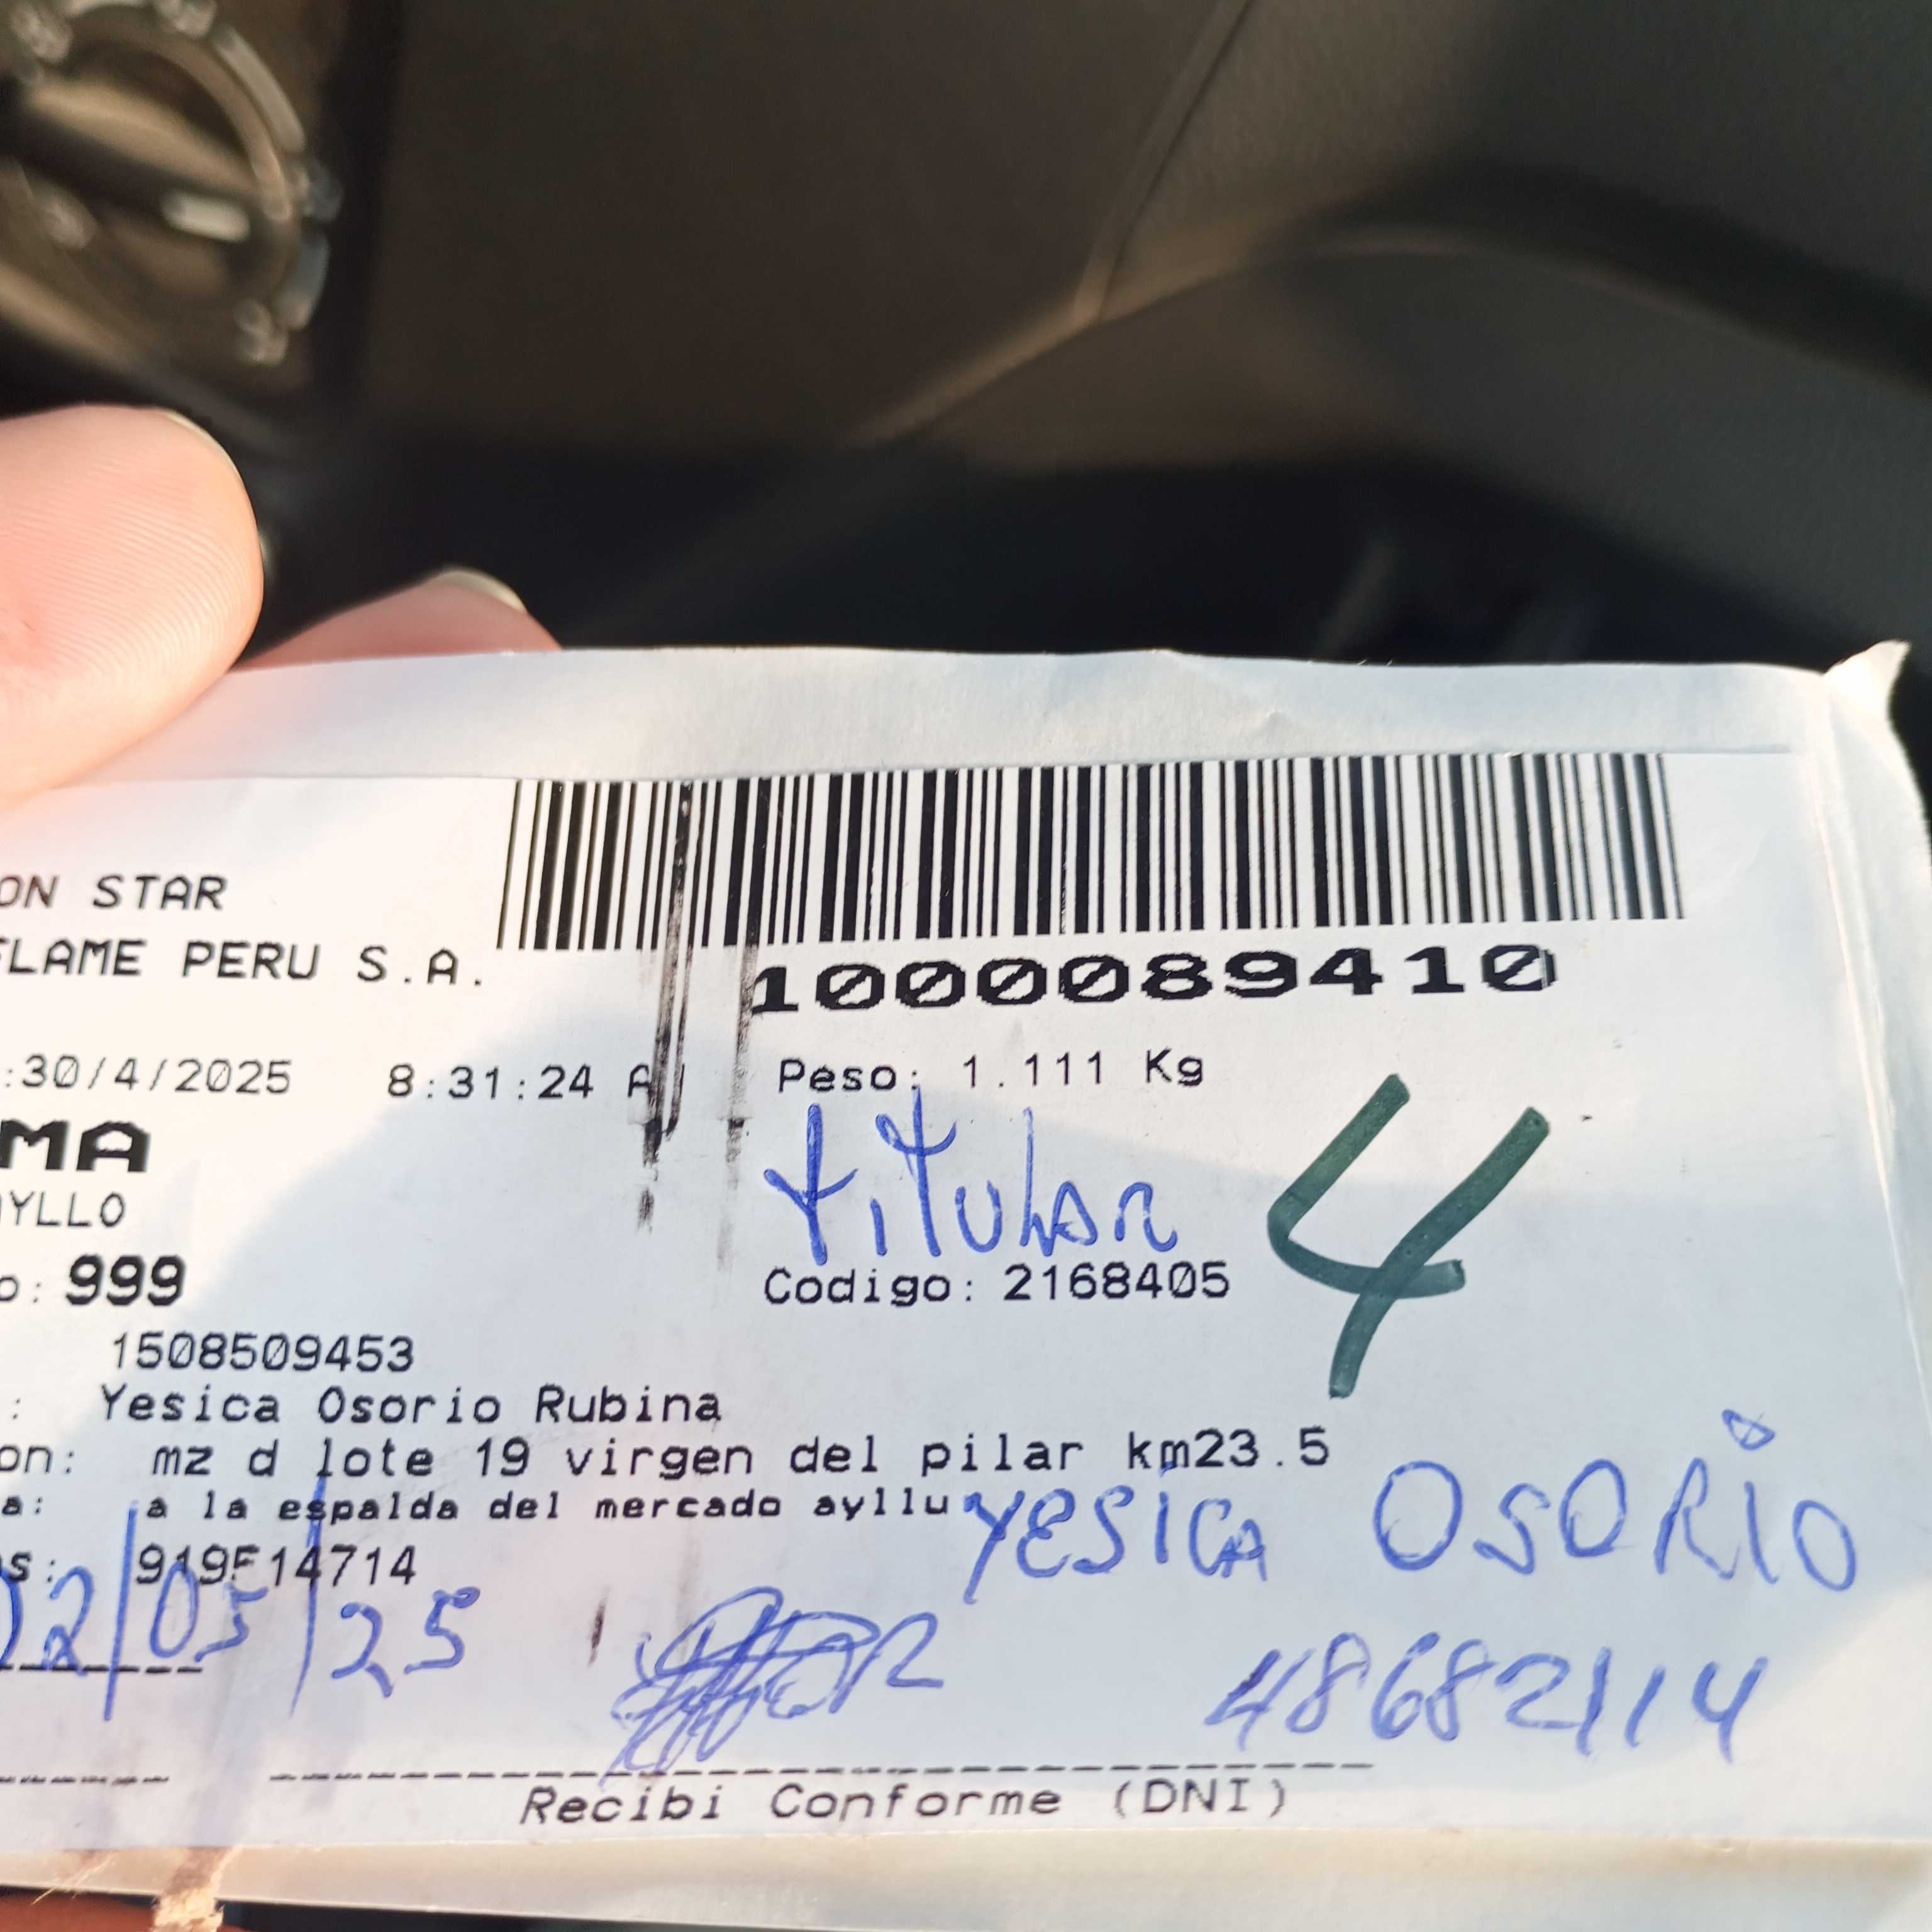 ON STAR
FLAME PERU S.A.
1000089410
:30/4/2025 8:31:24 A
Peso: 1.111 Kg
MA
titular
4
AYLLO
o: 999
Codigo: 2168405
1508509453
: Yesica Osorio Rubina
on: mz d lote 19 virgen del pilar km23.5
a: a la espalda del mercado ayllu
YESICA OSORIO
s: 919514714
02/05/25
48682114
Recibi Conforme (DNI)